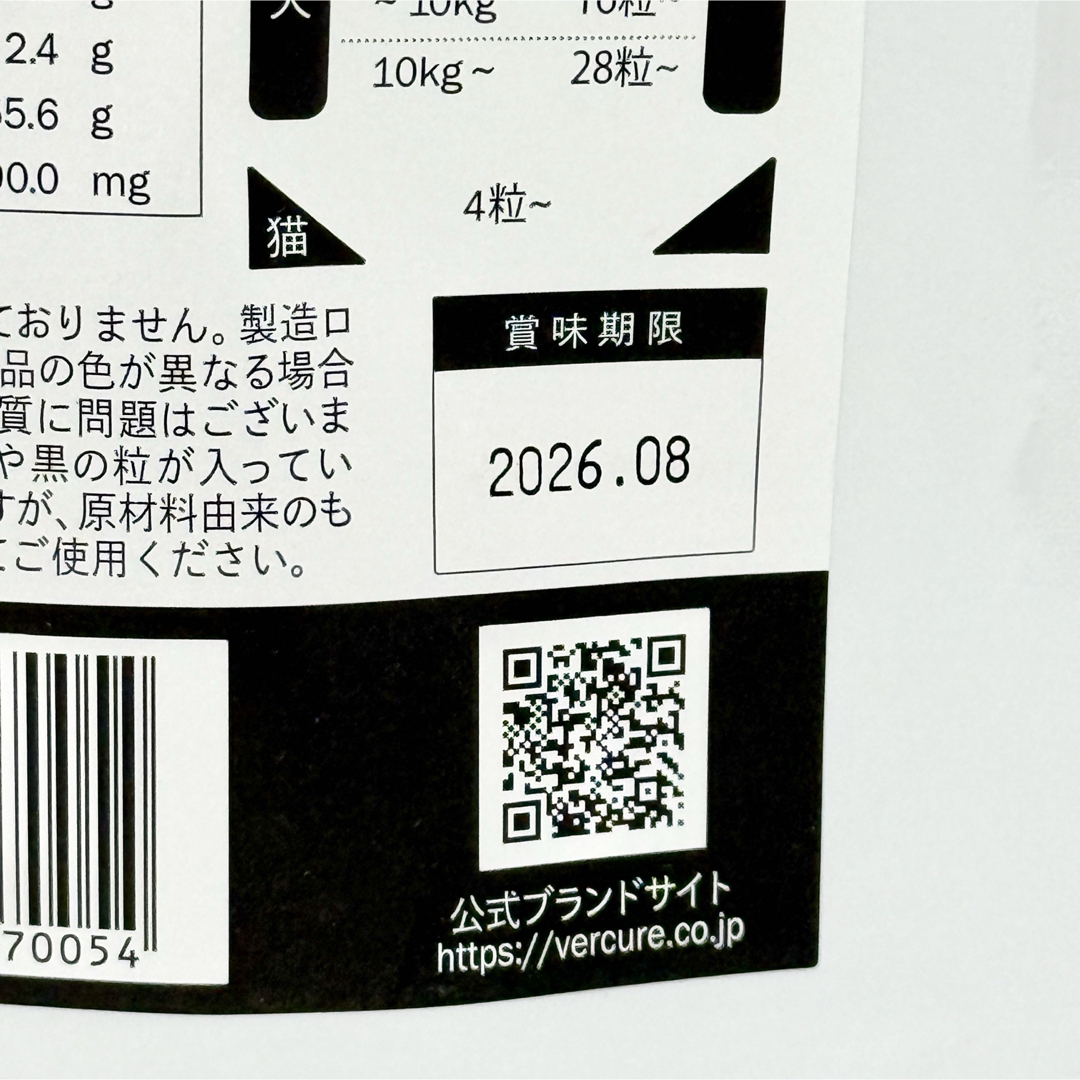 2.4 g
5.6 g
0.0 mg
10kg～ 28粒～
猫 4粒～
ておりません。製造ロ
品の色が異なる場合
質に問題はございま
や黒の粒が入ってい
すが、原材料由来のも
てご使用ください。
賞味期限
2026.08
70054
公式ブランドサイト
https://vercure.co.jp